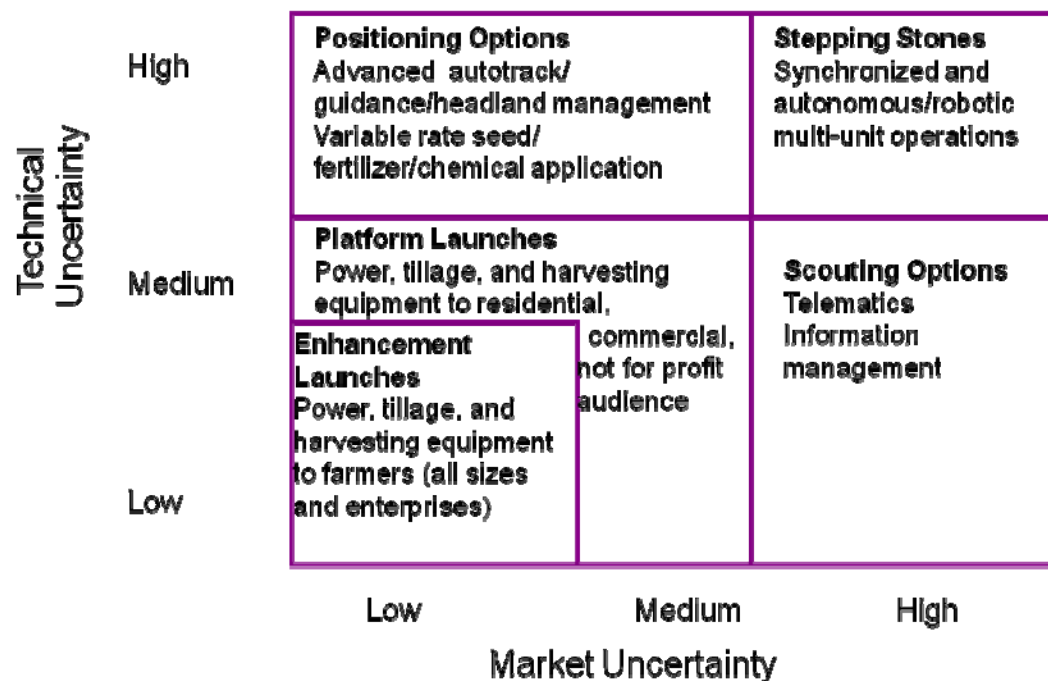 Technical
Uncertainty
High
Medium
Low
Positioning Options
Advanced autotrack/
guidance/headland management
Variable rate seed/
fertilizer/chemical application
Stepping Stones
Synchronized and
autonomous/robotic
multi-unit operations
Platform Launches
Power, tillage, and harvesting
equipment to residential,
commercial,
not for profit
audience
Enhancement
Launches
Power, tillage, and
harvesting equipment
to farmers (all sizes
and enterprises)
Scouting Options
Telematics
Information
management
Low
Medium
High
Market Uncertainty